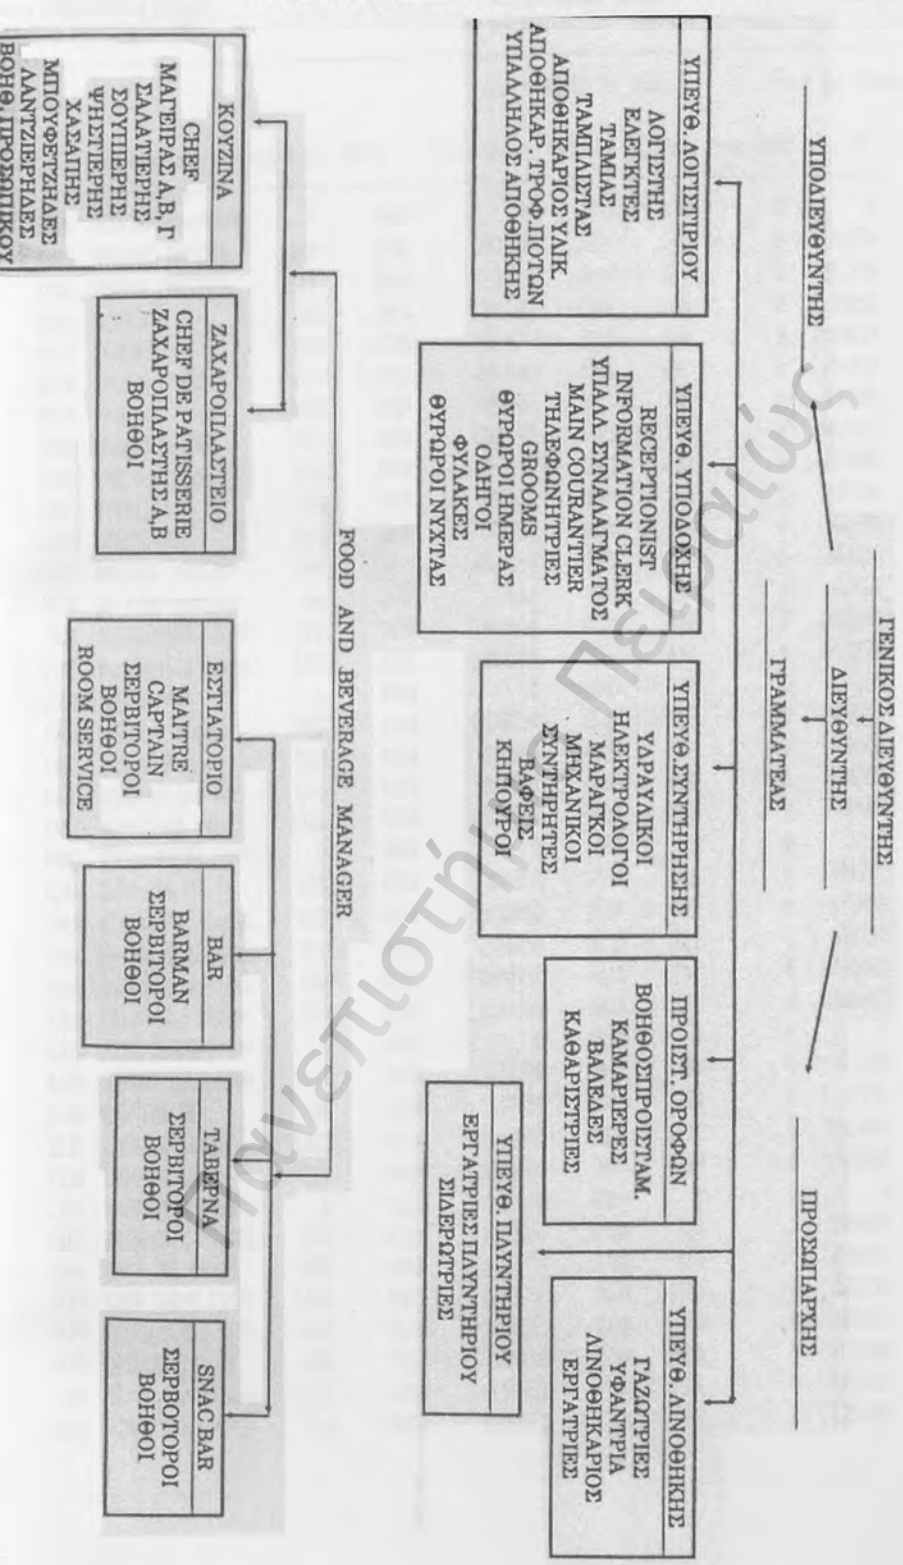 ΓΕΝΙΚΟΣ ΔΙΕΥΘΥΝΤΗΣ
ΔΙΕΥΘΥΝΤΗΣ
ΥΠΟΔΙΕΥΘΥΝΤΗΣ
ΓΡΑΜΜΑΤΕΑΣ
ΠΡΟΣΩΠΑΡΧΗΣ
ΥΠΕΥΘ. ΛΟΓΙΣΤΙΡΙΟΥ
ΛΟΓΙΣΤΗΣ
ΕΛΕΓΚΤΕΣ
ΤΑΜΙΑΣ
ΤΑΜΠΛΙΣΤΑΣ
ΑΠΟΘΗΚΑΡΙΟΣ ΥΛΙΚ.
ΑΠΟΘΗΚΑΡ. ΤΡΟΦ.ΠΟΤΩΝ
ΥΠΑΛΛΗΛΟΣ ΑΠΟΘΗΚΗΣ
ΥΠΕΥΘ. ΥΠΟΔΟΧΗΣ
RECEPTIONIST
INFORMATION CLERK
ΥΠΑΛΛ. ΣΥΝΑΛΛΑΓΜΑΤΟΣ
MAIN COURANTIER
ΤΗΛΕΦΩΝΗΤΡΙΕΣ
GROOMS
ΘΥΡΩΡΟΙ ΗΜΕΡΑΣ
ΟΔΗΓΟΙ
ΦΥΛΑΚΕΣ
ΘΥΡΩΡΟΙ ΝΥΧΤΑΣ
ΥΠΕΥΘ.ΣΥΝΤΗΡΗΣΗΣ
ΥΔΡΑΥΛΙΚΟΙ
ΗΛΕΚΤΡΟΛΟΓΟΙ
ΜΑΡΑΓΚΟΙ
ΜΗΧΑΝΙΚΟΙ
ΣΥΝΤΗΡΗΤΕΣ
ΒΑΦΕΙΣ
ΚΗΠΟΥΡΟΙ
ΠΡΟΙΣΤ. ΟΡΟΦΩΝ
ΒΟΗΘΟΣΠΡΟΙΣΤΑΜ.
ΚΑΜΑΡΙΕΡΕΣ
ΒΑΛΕΔΕΣ
ΚΑΘΑΡΙΣΤΡΙΕΣ
ΥΠΕΥΘ. ΠΛΥΝΤΗΡΙΟΥ
ΕΡΓΑΤΡΙΕΣ ΠΛΥΝΤΗΡΙΟΥ
ΣΙΔΕΡΩΤΡΙΕΣ
ΥΠΕΥΘ. ΛΙΝΟΘΗΚΗΣ
ΓΑΖΩΤΡΙΕΣ
ΥΦΑΝΤΡΙΑ
ΛΙΝΟΘΗΚΑΡΙΟΣ
ΕΡΓΑΤΡΙΕΣ
FOOD AND BEVERAGE MANAGER
ΚΟΥΖΙΝΑ
CHEF
ΜΑΓΕΙΡΑΣ Α,Β,Γ
ΣΑΛΑΤΙΕΡΗΣ
ΣΟΥΠΙΕΡΗΣ
ΨΗΣΤΙΕΡΗΣ
ΧΑΣΑΠΗΣ
ΜΠΟΥΦΕΤΖΗΔΕΣ
ΛΑΝΤΖΙΕΡΗΔΕΣ
ΒΟΗΘ. ΠΡΟΣΩΠΙΚΟΥ
ΖΑΧΑΡΟΠΛΑΣΤΕΙΟ
CHEF DE PATISSERIE
ΖΑΧΑΡΟΠΛΑΣΤΗΣ Α,Β
ΒΟΗΘΟΙ
ΕΣΤΙΑΤΟΡΙΟ
MAITRE
CAPTAIN
ΣΕΡΒΙΤΟΡΟΙ
ΒΟΗΘΟΙ
ROOM SERVICE
BAR
BARMAN
ΣΕΡΒΙΤΟΡΟΙ
ΒΟΗΘΟΙ
ΤΑΒΕΡΝΑ
ΣΕΡΒΙΤΟΡΟΙ
ΒΟΗΘΟΙ
SNAC BAR
ΣΕΡΒΟΤΟΡΟΙ
ΒΟΗΘΟΙ
Πανεπιστήμιο Πειραιώς